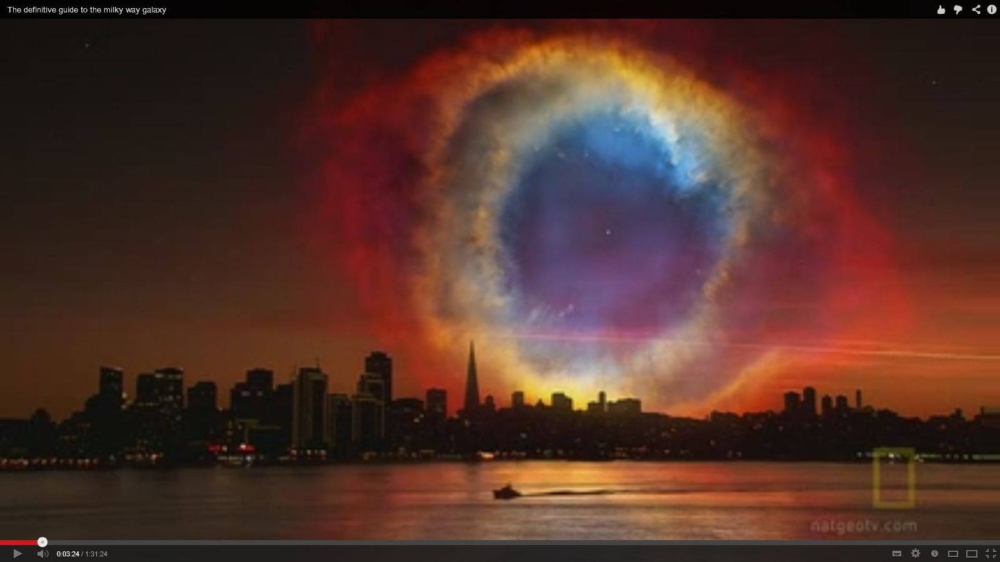 The definitive guide to the milky way galaxy
natgeotv.com
0:03:24 / 1:31:24